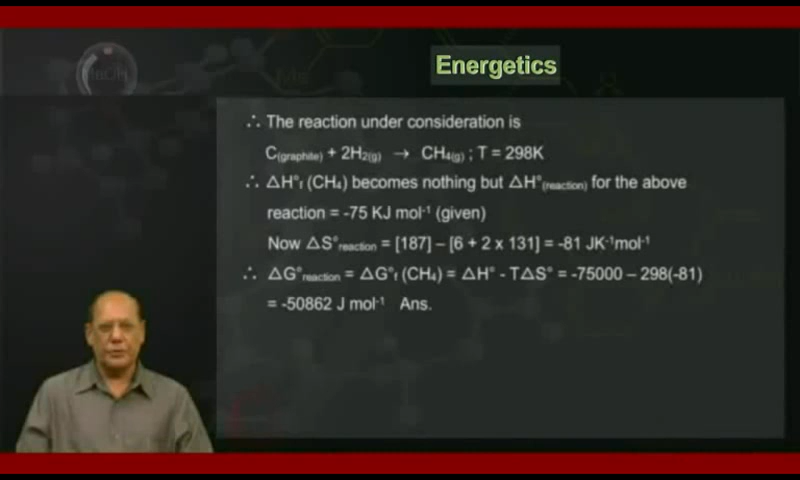 MeOH
Me
Energetics
∴ The reaction under consideration is
C(graphite) + 2H₂(g) → CH₄(g) ; T = 298K
∴ ΔH°f (CH₄) becomes nothing but ΔH°(reaction) for the above
reaction = -75 KJ mol⁻¹ (given)
Now ΔS°reaction = [187] – [6 + 2 x 131] = -81 JK⁻¹mol⁻¹
∴ ΔG°reaction = ΔG°f (CH₄) = ΔH° - TΔS° = -75000 – 298(-81)
= -50862 J mol⁻¹ Ans.